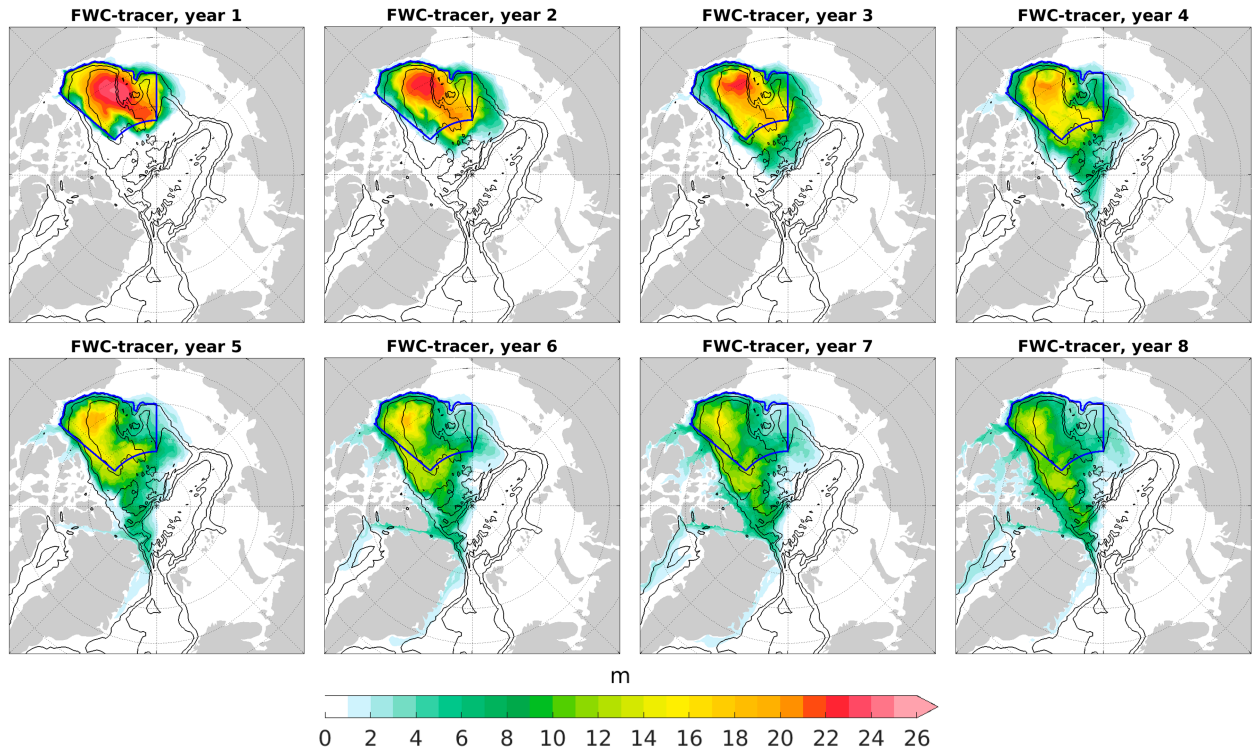 FWC-tracer, year 1
FWC-tracer, year 2
FWC-tracer, year 3
FWC-tracer, year 4
FWC-tracer, year 5
FWC-tracer, year 6
FWC-tracer, year 7
FWC-tracer, year 8
m
0 2 4 6 8 10 12 14 16 18 20 22 24 26